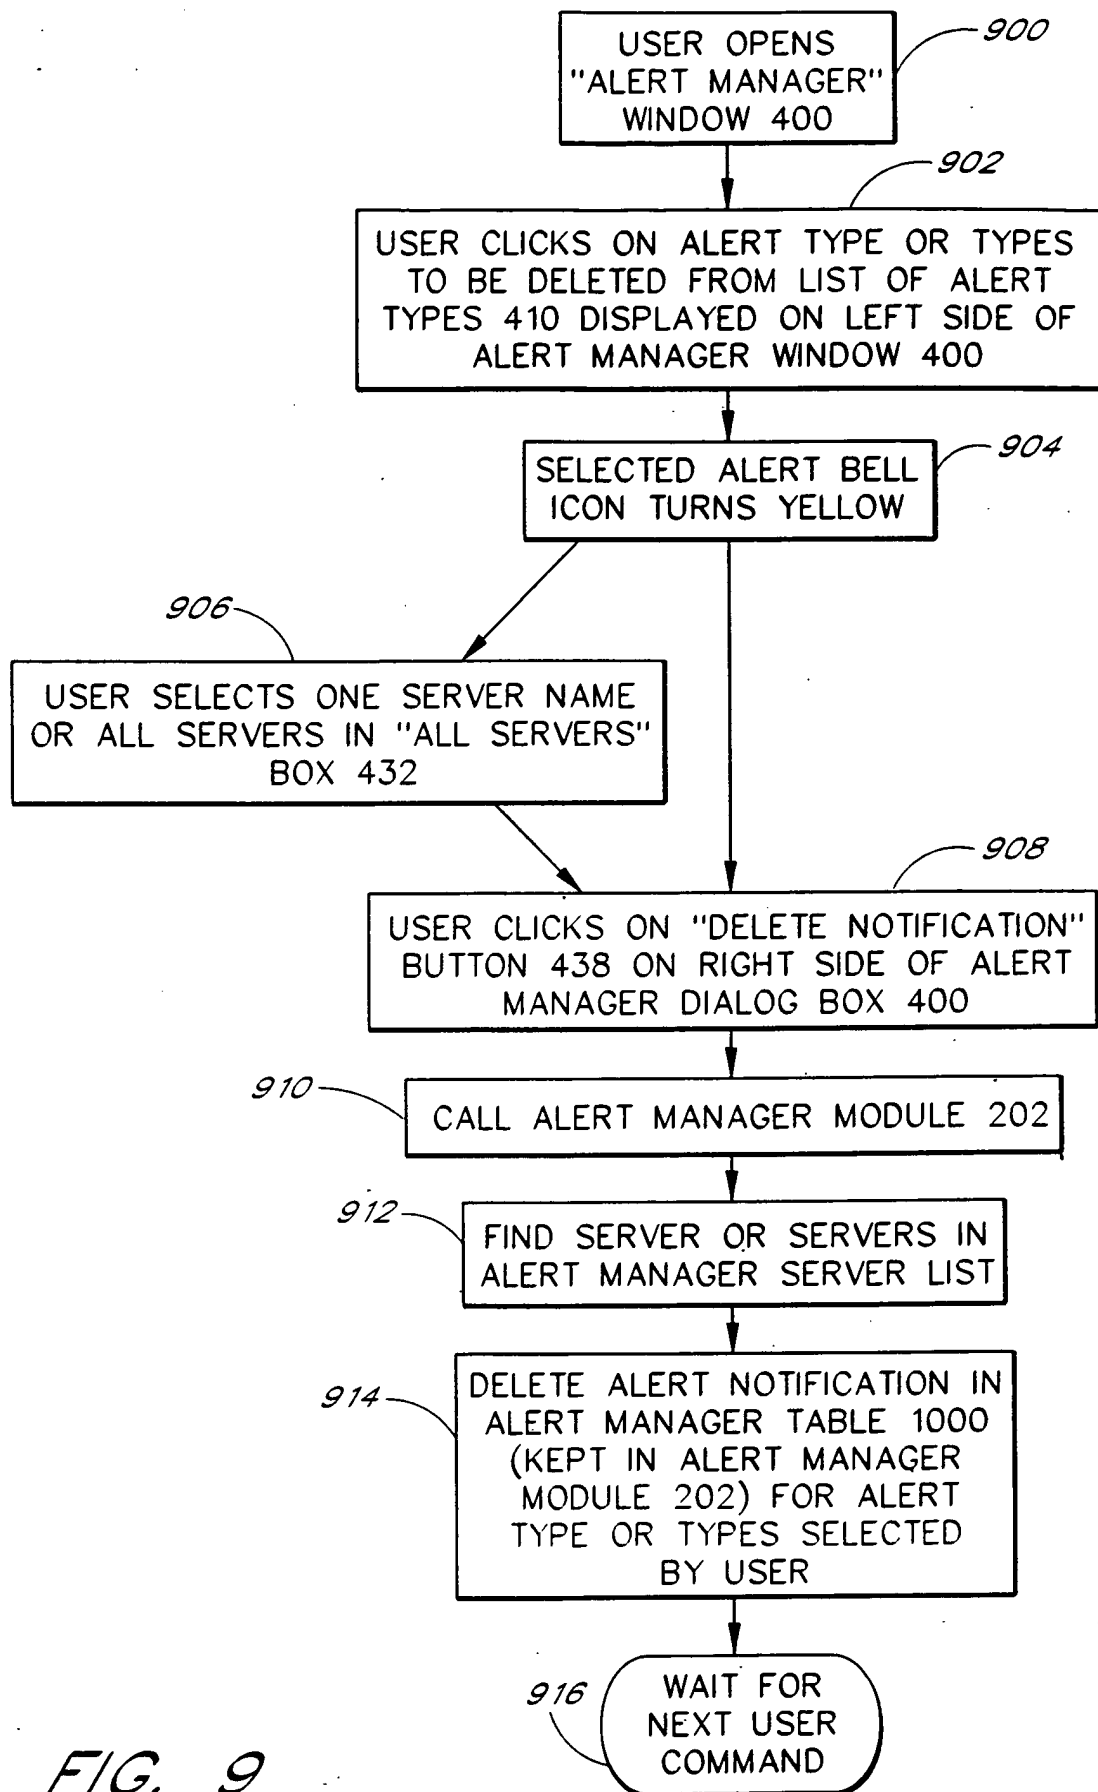 900
USER OPENS
"ALERT MANAGER"
WINDOW 400
902
USER CLICKS ON ALERT TYPE OR TYPES
TO BE DELETED FROM LIST OF ALERT
TYPES 410 DISPLAYED ON LEFT SIDE OF
ALERT MANAGER WINDOW 400
904
SELECTED ALERT BELL
ICON TURNS YELLOW
906
USER SELECTS ONE SERVER NAME
OR ALL SERVERS IN "ALL SERVERS"
BOX 432
908
USER CLICKS ON "DELETE NOTIFICATION"
BUTTON 438 ON RIGHT SIDE OF ALERT
MANAGER DIALOG BOX 400
910
CALL ALERT MANAGER MODULE 202
912
FIND SERVER OR SERVERS IN
ALERT MANAGER SERVER LIST
914
DELETE ALERT NOTIFICATION IN
ALERT MANAGER TABLE 1000
(KEPT IN ALERT MANAGER
MODULE 202) FOR ALERT
TYPE OR TYPES SELECTED
BY USER
916
WAIT FOR
NEXT USER
COMMAND
FIG. 9